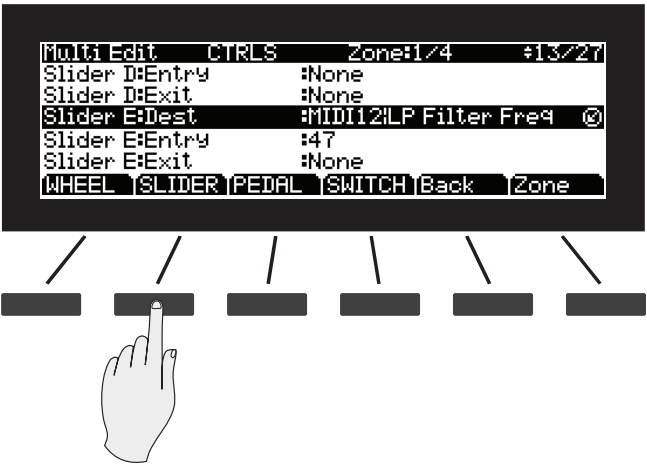 Multi Edit CTRLS Zone:1/4 13/27
Slider D:Entry :None
Slider D:Exit :None
Slider E:Dest :MIDI12|LP Filter Freq
Slider E:Entry :47
Slider E:Exit :None
WHEEL SLIDER PEDAL SWITCH Back Zone